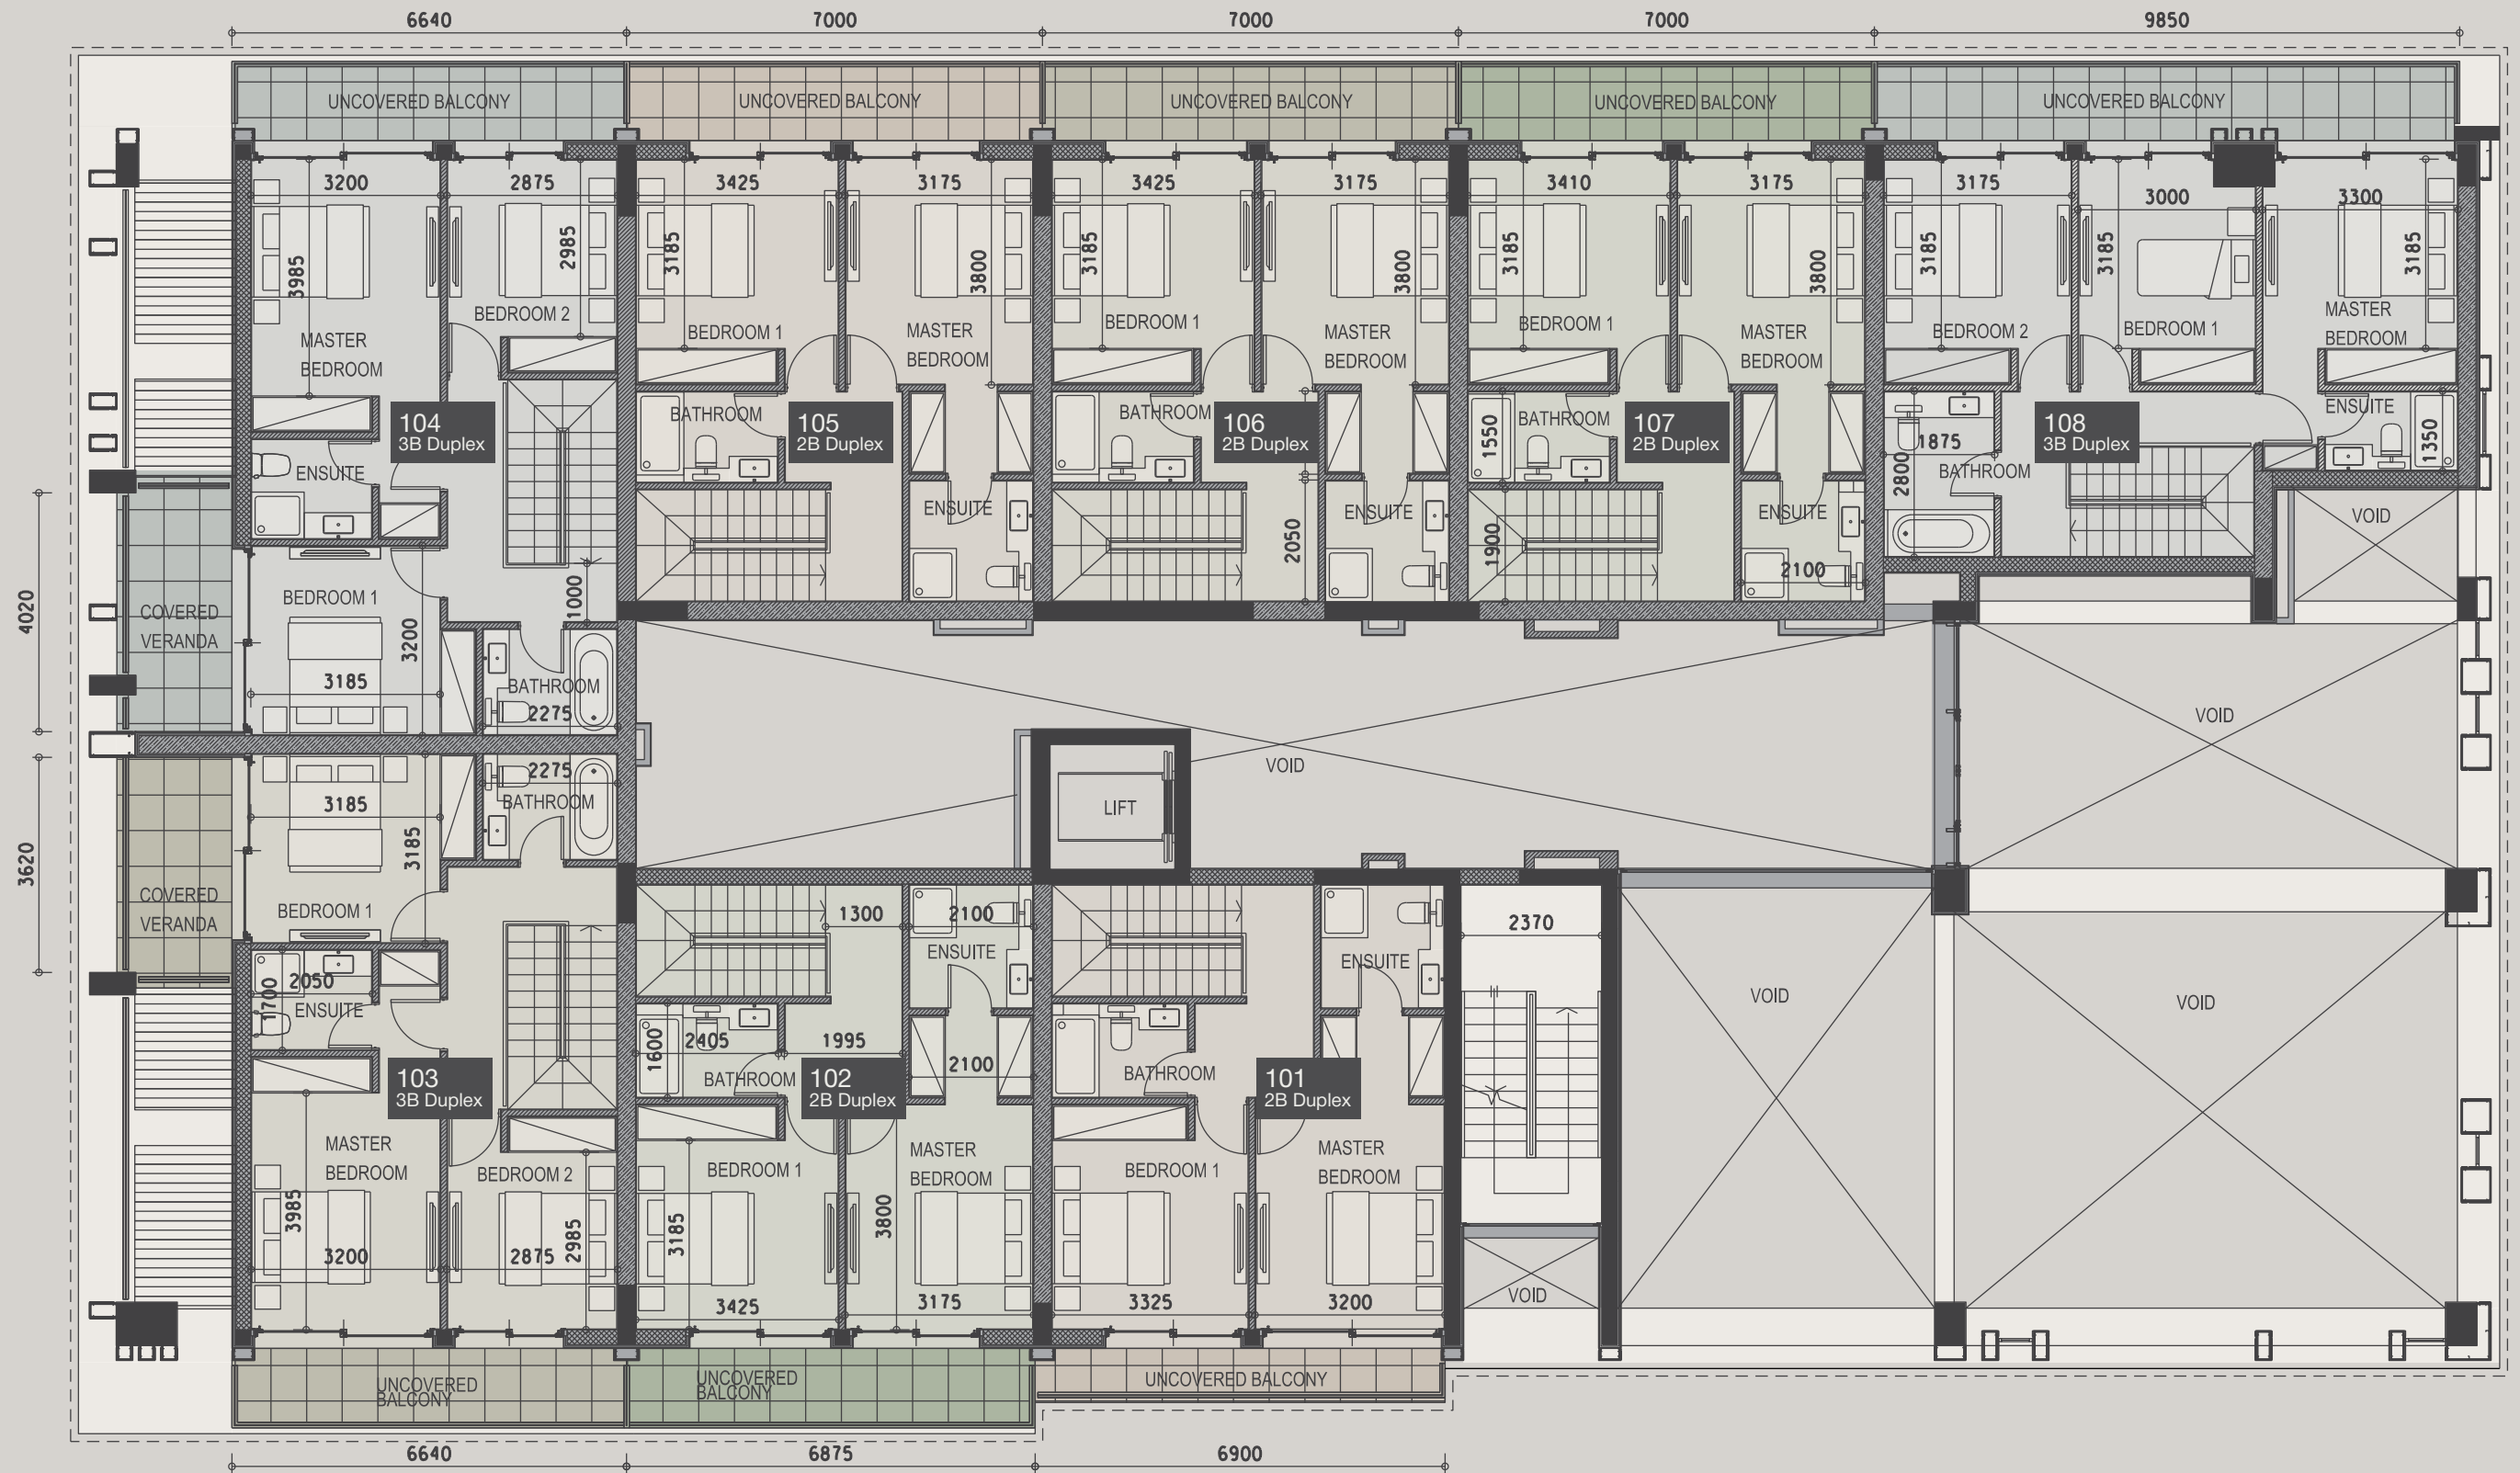 6640
7000
7000
7000
9850
UNCOVERED BALCONY
UNCOVERED BALCONY
UNCOVERED BALCONY
UNCOVERED BALCONY
UNCOVERED BALCONY
3200
2875
3425
3175
3425
3175
3410
3175
3175
3000
3300
3985
2985
3185
3800
3185
3800
3185
3800
3185
3185
3185
MASTER
BEDROOM
BEDROOM 2
BEDROOM 1
MASTER
BEDROOM
BEDROOM 1
MASTER
BEDROOM
BEDROOM 1
MASTER
BEDROOM
BEDROOM 2
BEDROOM 1
MASTER
BEDROOM
104
3B Duplex
BATHROOM
105
2B Duplex
BATHROOM
106
2B Duplex
BATHROOM
1550
107
2B Duplex
108
3B Duplex
ENSUITE
1350
1875
2800
BATHROOM
ENSUITE
ENSUITE
ENSUITE
2050
1900
ENSUITE
2100
VOID
4020
COVERED
VERANDA
BEDROOM 1
3200
3185
1000
BATHROOM
2275
VOID
LIFT
VOID
3620
COVERED
VERANDA
3185
3185
BEDROOM 1
2275
BATHROOM
2050
1700
ENSUITE
1300
2100
ENSUITE
ENSUITE
2370
VOID
VOID
1600
2405
1995
2100
BATHROOM
BATHROOM
103
3B Duplex
102
2B Duplex
101
2B Duplex
MASTER
BEDROOM
BEDROOM 2
BEDROOM 1
MASTER
BEDROOM
BEDROOM 1
MASTER
BEDROOM
3985
3200
2875
2985
3185
3800
3425
3175
3325
3200
VOID
UNCOVERED
BALCONY
UNCOVERED
BALCONY
UNCOVERED BALCONY
6640
6875
6900